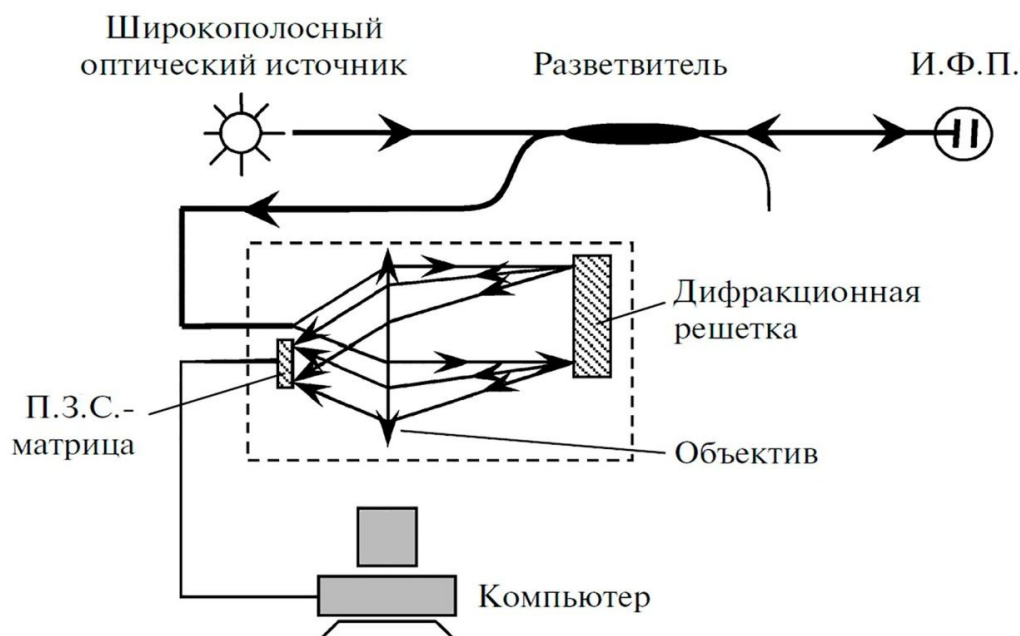 Широкополосный
оптический источник
Разветвитель
И.Ф.П.
Дифракционная
решетка
П.З.С.-
матрица
Объектив
Компьютер